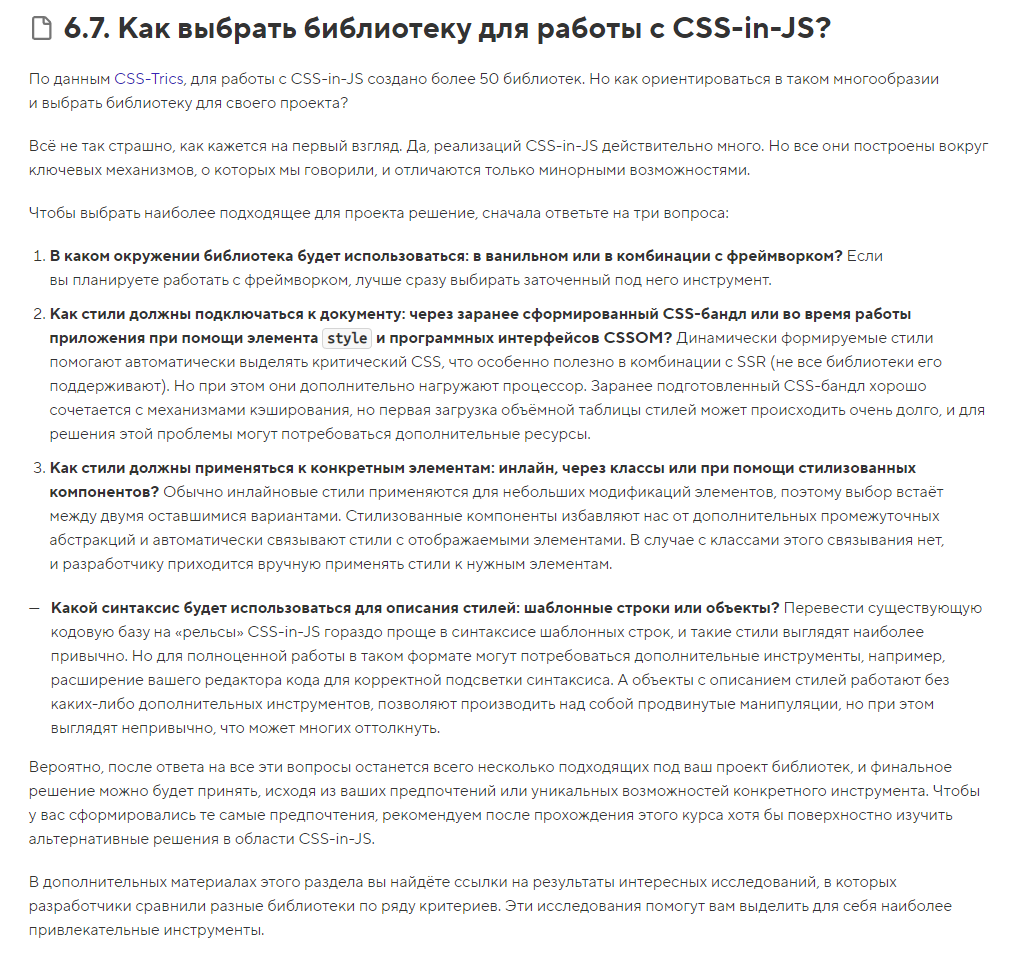 6.7. Как выбрать библиотеку для работы с CSS-in-JS?
По данным CSS-Trics, для работы с CSS-in-JS создано более 50 библиотек. Но как ориентироваться в таком многообразии
и выбрать библиотеку для своего проекта?
Всё не так страшно, как кажется на первый взгляд. Да, реализаций CSS-in-JS действительно много. Но все они построены вокруг
ключевых механизмов, о которых мы говорили, и отличаются только минорными возможностями.
Чтобы выбрать наиболее подходящее для проекта решение, сначала ответьте на три вопроса:
1. В каком окружении библиотека будет использоваться: в ванильном или в комбинации с фреймворком? Если
вы планируете работать с фреймворком, лучше сразу выбирать заточенный под него инструмент.
2. Как стили должны подключаться к документу: через заранее сформированный CSS-бандл или во время работы
приложения при помощи элемента style и программных интерфейсов CSSOM? Динамически формируемые стили
помогают автоматически выделять критический CSS, что особенно полезно в комбинации с SSR (не все библиотеки его
поддерживают). Но при этом они дополнительно нагружают процессор. Заранее подготовленный CSS-бандл хорошо
сочетается с механизмами кэширования, но первая загрузка объёмной таблицы стилей может происходить очень долго, и для
решения этой проблемы могут потребоваться дополнительные ресурсы.
3. Как стили должны применяться к конкретным элементам: инлайн, через классы или при помощи стилизованных
компонентов? Обычно инлайновые стили применяются для небольших модификаций элементов, поэтому выбор встаёт
между двумя оставшимися вариантами. Стилизованные компоненты избавляют нас от дополнительных промежуточных
абстракций и автоматически связывают стили с отображаемыми элементами. В случае с классами этого связывания нет,
и разработчику приходится вручную применять стили к нужным элементам.
— Какой синтаксис будет использоваться для описания стилей: шаблонные строки или объекты? Перевести существующую
кодовую базу на «рельсы» CSS-in-JS гораздо проще в синтаксисе шаблонных строк, и такие стили выглядят наиболее
привычно. Но для полноценной работы в таком формате могут потребоваться дополнительные инструменты, например,
расширение вашего редактора кода для корректной подсветки синтаксиса. А объекты с описанием стилей работают без
каких-либо дополнительных инструментов, позволяют производить над собой продвинутые манипуляции, но при этом
выглядят непривычно, что может многих оттолкнуть.
Вероятно, после ответа на все эти вопросы останется всего несколько подходящих под ваш проект библиотек, и финальное
решение можно будет принять, исходя из ваших предпочтений или уникальных возможностей конкретного инструмента. Чтобы
у вас сформировались те самые предпочтения, рекомендуем после прохождения этого курса хотя бы поверхностно изучить
альтернативные решения в области CSS-in-JS.
В дополнительных материалах этого раздела вы найдёте ссылки на результаты интересных исследований, в которых
разработчики сравнили разные библиотеки по ряду критериев. Эти исследования помогут вам выделить для себя наиболее
привлекательные инструменты.